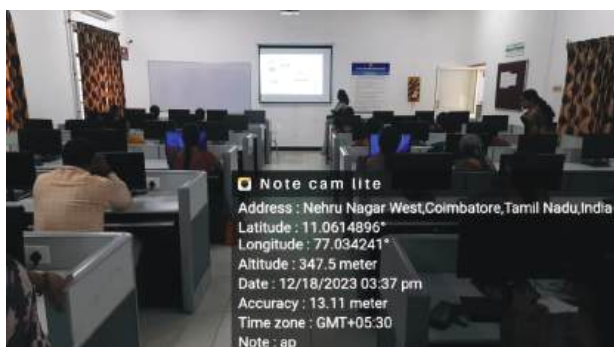 Note cam lite
Address : Nehru Nagar West,Coimbatore,Tamil Nadu,India
Latitude : 11.0614896°
Longitude : 77.034241°
Altitude : 347.5 meter
Date : 12/18/2023 03:37 pm
Accuracy : 13.11 meter
Time zone : GMT+05:30
Note : ap